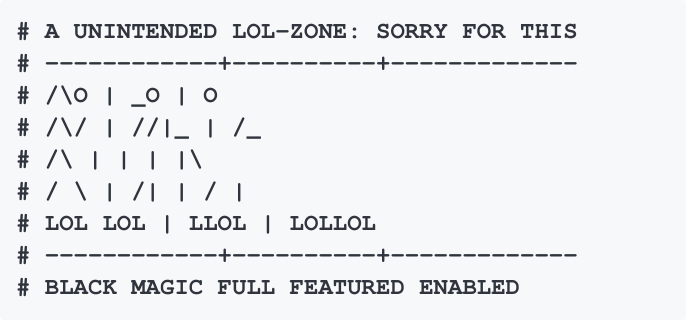 # A UNINTENDED LOL-ZONE: SORRY FOR THIS
# ------------+----------+-------------
# /\O | _O | O
# /\/ | //|_ | /_
# /\ | | | |\
# / \ | /| | / |
# LOL LOL | LLOL | LOLLOL
# ------------+----------+-------------
# BLACK MAGIC FULL FEATURED ENABLED